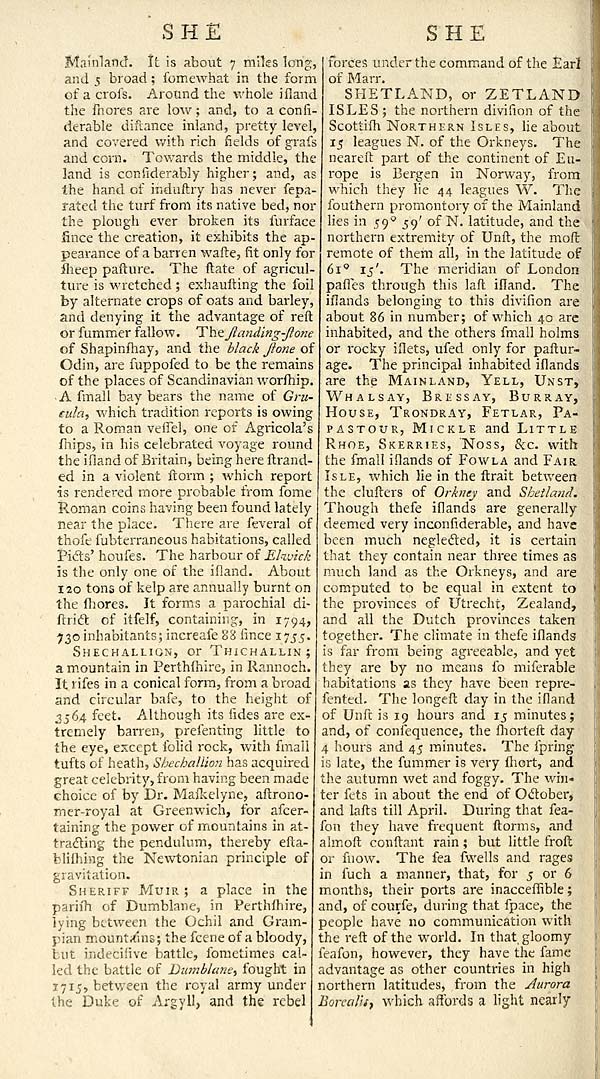 SHE
Mainland. It is about 7 miles long,
and 5 broad; ſomewhat in the form
of a croſs. Around the whole iſland
the ſhores are low; and, to a conſi-
derable diſtance inland, pretty level,
and covered with rich fields of graſs
and corn. Towards the middle, the
land is conſiderably higher; and, as
the hand of induſtry has never ſepa-
rated the turf from its native bed, nor
the plough ever broken its ſurface
ſince the creation, it exhibits the ap-
pearance of a barren waſte, fit only for
ſheep paſture. The ſtate of agricul-
ture is wretched; exhauſting the ſoil
by alternate crops of oats and barley,
and denying it the advantage of reſt
or ſummer fallow. The ſtanding-ſtone
of Shapinſhay, and the black ſtone of
Odin, are ſuppoſed to be the remains
of the places of Scandinavian worſhip.
A ſmall bay bears the name of Gru-
cula, which tradition reports is owing
to a Roman veſſel, one of Agricola's
ſhips, in his celebrated voyage round
the iſland of Britain, being here ſtrand-
ed in a violent ſtorm; which report
is rendered more probable from ſome
Roman coins having been found lately
near the place. There are ſeveral of
thoſe ſubterraneous habitations, called
Picts' houſes. The harbour of Elwick
is the only one of the iſland. About
120 tons of kelp are annually burnt on
the ſhores. It forms a parochial di-
ſtrict of itſelf, containing, in 1794,
730 inhabitants; increaſe 88 ſince 1755.
SHECHALLION, or THICHALLIN;
a mountain in Perthſhire, in Rannoch.
It riſes in a conical form, from a broad
and circular baſe, to the height of
3564 feet. Although its ſides are ex-
tremely barren, preſenting little to
the eye, except ſolid rock, with ſmall
tufts of heath, Shechallion has acquired
great celebrity, from having been made
choice of by Dr. Maſkelyne, aſtrono-
mer-royal at Greenwich, for aſcer-
taining the power of mountains in at-
tracting the pendulum, thereby eſta-
bliſhing the Newtonian principle of
gravitation.
SHERIFF MUIR; a place in the
pariſh of Dumblane, in Perthſhire,
lying between the Ochil and Gram-
pian mountains; the ſcene of a bloody,
but indeciſive battle, ſometimes cal-
led the battle of Dumblane, fought in
1715, between the royal army under
the Duke of Argyll, and the rebel
SHE
forces under the command of the Earl
of Marr.
SHETLAND, or ZETLAND
ISLES; the northern diviſion of the
Scottiſh NORTHERN ISLES, lie about
15 leagues N. of the Orkneys. The
neareſt part of the continent of Eu-
rope is Bergen in Norway, from
which they lie 44 leagues W. The
ſouthern promontory of the Mainland
lies in 59° 59′ of N. latitude, and the
northern extremity of Unſt, the moſt
remote of them all, in the latitude of
61° 15′. The meridian of London
paſſes through this laſt iſland. The
iſlands belonging to this diviſion are
about 86 in number; of which 40 are
inhabited, and the others ſmall holms
or rocky iſlets, uſed only for paſtur-
age. The principal inhabited iſlands
are the MAINLAND, YELL, UNST,
WHALSAY, BRESSAY, BURRAY,
HOUSE, TRONDRAY, FETLAR, PA-
PASTOUR, MICKLE and LITTLE
RHOE, SKERRIES, NOSS, &c. with
the ſmall iſlands of FOWLA and FAIR
ISLE, which lie in the ſtrait between
the cluſters of Orkney and Shetland.
Though theſe iſlands are generally
deemed very inconſiderable, and have
been much neglected, it is certain
that they contain near three times as
much land as the Orkneys, and are
computed to be equal in extent to
the provinces of Utrecht, Zealand,
and all the Dutch provinces taken
together. The climate in theſe iſlands
is far from being agreeable, and yet
they are by no means ſo miſerable
habitations as they have been repre-
ſented. The longeſt day in the iſland
of Unſt is 19 hours and 15 minutes;
and, of conſequence, the ſhorteſt day
4 hours and 45 minutes. The ſpring
is late, the ſummer is very ſhort, and
the autumn wet and foggy. The win-
ter ſets in about the end of October,
and laſts till April. During that ſea-
ſon they have frequent ſtorms, and
almoſt conſtant rain; but little froſt
or ſnow. The ſea ſwells and rages
in ſuch a manner, that, for 5 or 6
months, their ports are inacceſſible;
and, of courſe, during that ſpace, the
people have no communication with
the reſt of the world. In that gloomy
ſeaſon, however, they have the ſame
advantage as other countries in high
northern latitudes, from the Aurora
Borealis, which affords a light nearly